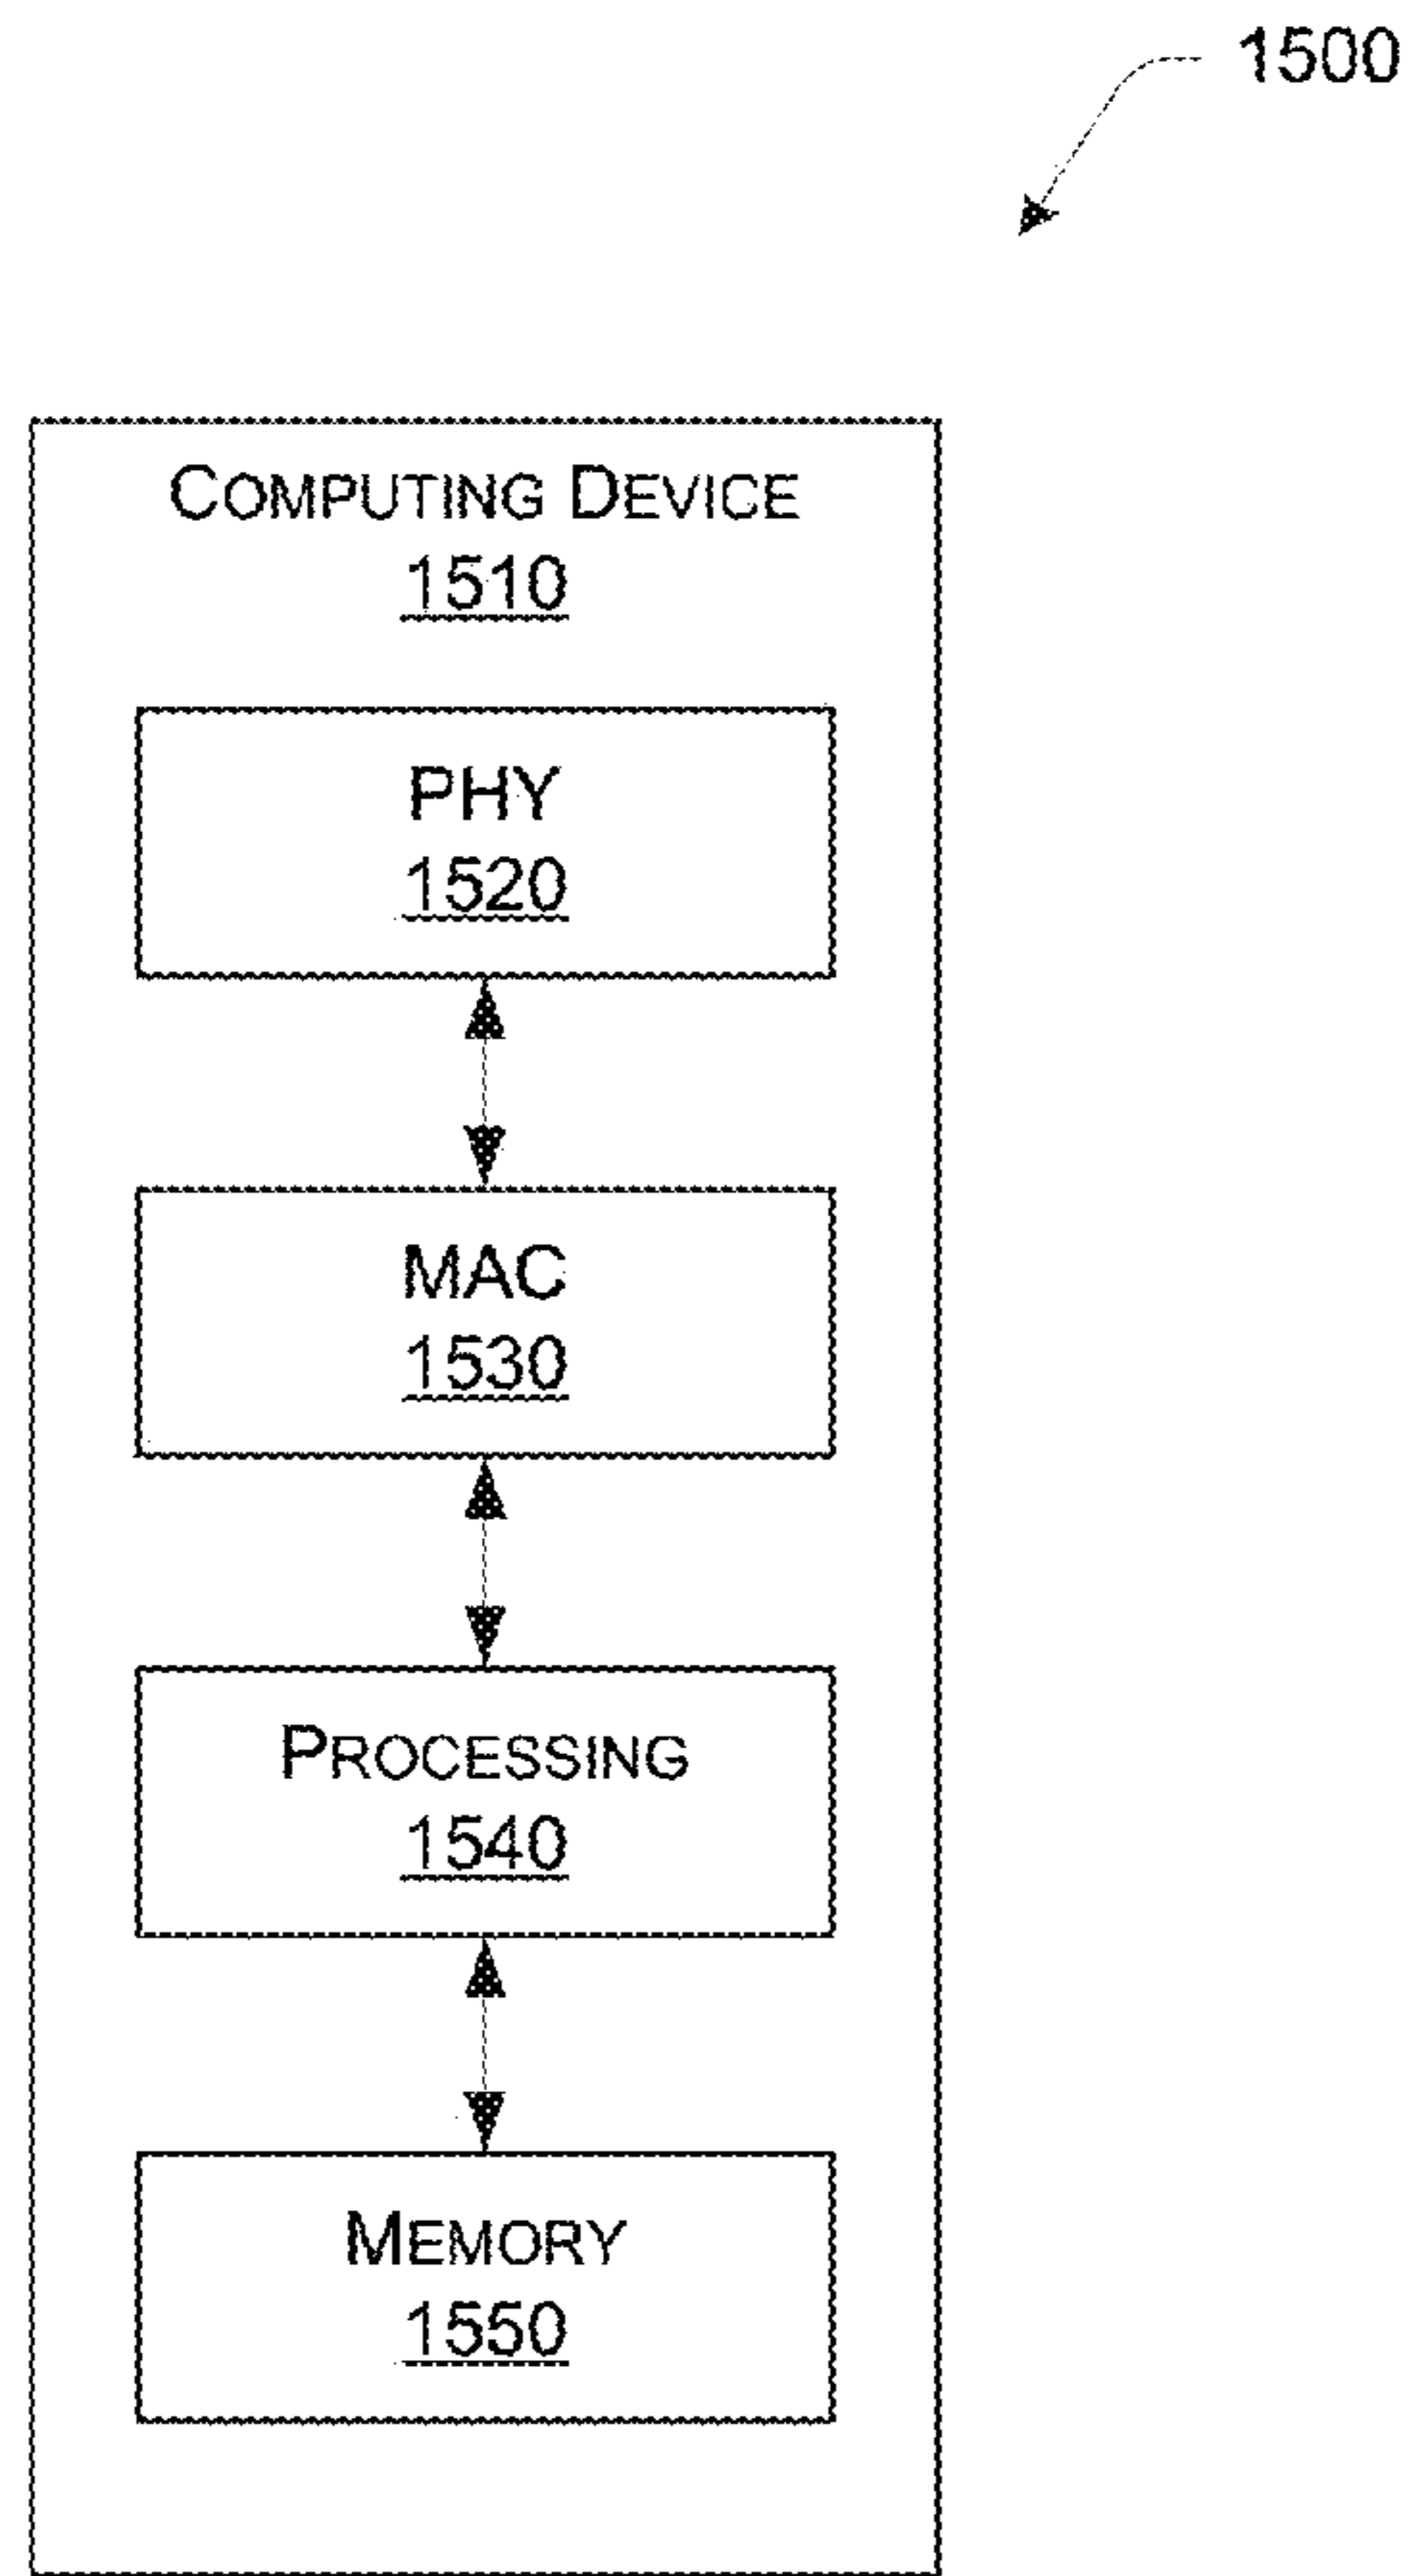 1500
COMPUTING DEVICE
1510
PHY
1520
MAC
1530
PROCESSING
1540
MEMORY
1550